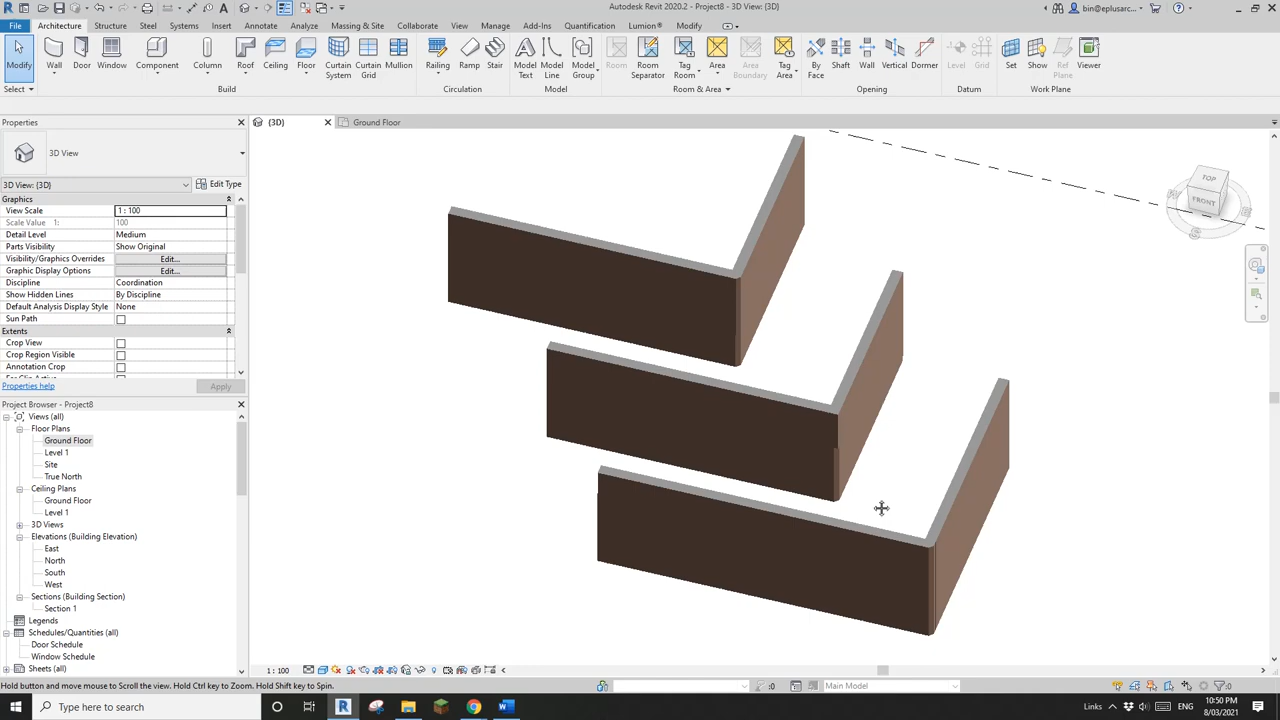 Autodesk Revit 2020.2 - Project8 - 3D View: {3D}
bin@eplusarc...
File Architecture Structure Steel Systems Insert Annotate Analyze Massing & Site Collaborate View Manage Add-Ins Quantification Lumion® Modify
Modify Wall Door Window Component Column Roof Ceiling Floor Curtain System Curtain Grid Mullion Railing Ramp Stair Model Text Model Line Model Group Room Room Separator Tag Room Area Area Boundary Tag Area By Face Shaft Wall Vertical Dormer Level Grid Set Show Ref Plane Viewer
Select Build Circulation Model Room & Area Opening Datum Work Plane
Properties
{3D} Ground Floor
3D View
3D View: {3D} Edit Type
Graphics
View Scale 1 : 100
Scale Value 1: 100
Detail Level Medium
Parts Visibility Show Original
Visibility/Graphics Overrides Edit...
Graphic Display Options Edit...
Discipline Coordination
Show Hidden Lines By Discipline
Default Analysis Display Style None
Sun Path
Extents
Crop View
Crop Region Visible
Annotation Crop
Properties help Apply
Project Browser - Project8
Views (all)
Floor Plans
Ground Floor
Level 1
Site
True North
Ceiling Plans
Ground Floor
Level 1
3D Views
Elevations (Building Elevation)
East
North
South
West
Sections (Building Section)
Section 1
Legends
Schedules/Quantities (all)
Door Schedule
Window Schedule
Sheets (all)
TOP
FRONT
1 : 100
Hold button and move mouse to Scroll the view. Hold Ctrl key to Zoom. Hold Shift key to Spin.
:0 Main Model :0
Type here to search
Links ENG 10:50 PM
8/03/2021